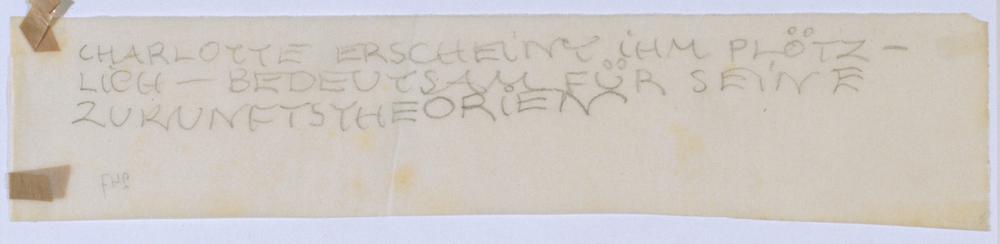 CHARLOTTE ERSCHEINT IHM PLÖTZ-
LICH — BEDEUTSAM FÜR SEINE
ZUKUNFTSTHEORIEN